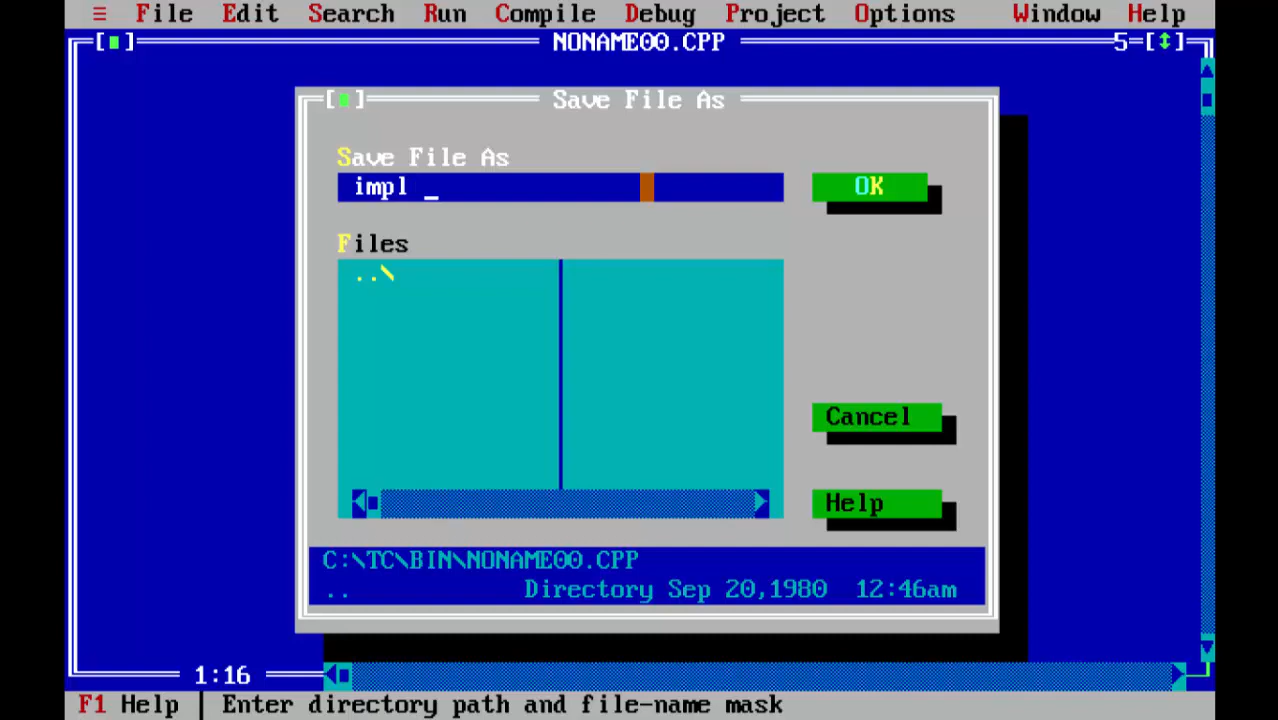 ≡ File Edit Search Run Compile Debug Project Options Window Help
[■] NONAME00.CPP 5=[↕]
[■] Save File As
Save File As
impl _
OK
Files
..\
Cancel
Help
C:\TC\BIN\NONAME00.CPP
.. Directory Sep 20,1980 12:46am
1:16
F1 Help | Enter directory path and file-name mask